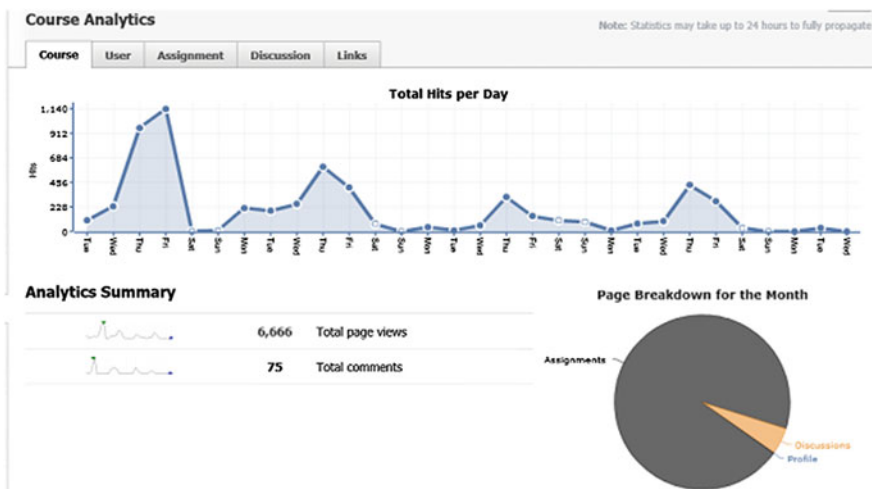 Course Analytics
Note: Statistics may take up to 24 hours to fully propagate
Course User Assignment Discussion Links
Total Hits per Day
Hits
1,140
912
684
456
228
0
Tue Wed Thu Fri Sat Sun Mon Tue Wed Thu Fri Sat Sun Mon Tue Wed Thu Fri Sat Sun Mon Tue Wed Thu Fri Sat Sun Mon Tue Wed
Analytics Summary
6,666 Total page views
75 Total comments
Page Breakdown for the Month
Assignments
Discussions
Profile